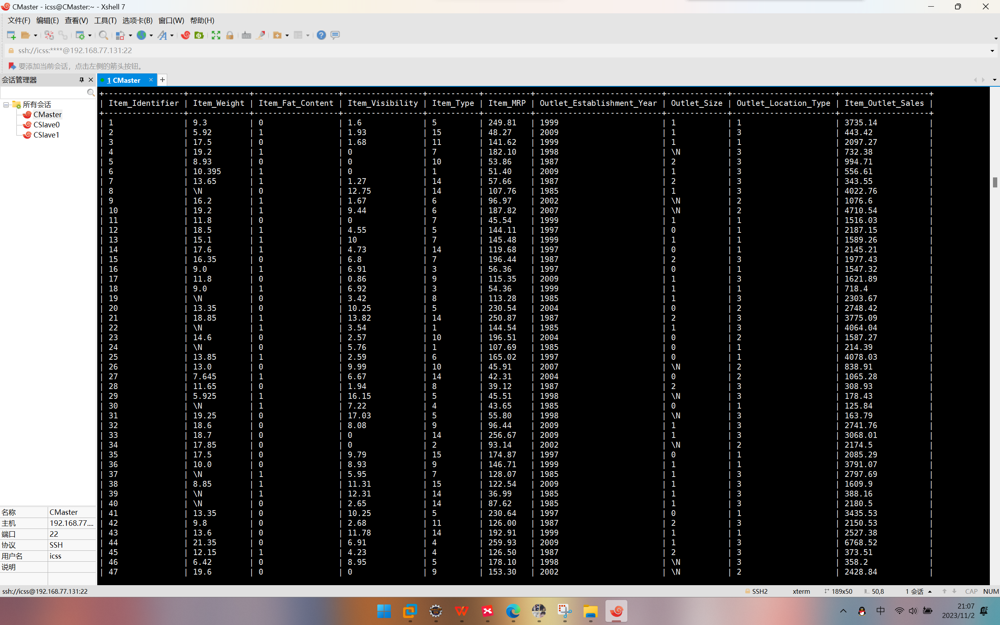 CMaster - icss@CMaster:~ - Xshell 7
文件(F) 编辑(E) 查看(V) 工具(T) 选项卡(B) 窗口(W) 帮助(H)
ssh://icss:****@192.168.77.131:22
要添加当前会话，点击左侧的箭头按钮。
会话管理器
1 CMaster
所有会话
CMaster
CSlave0
CSlave1
+-----------------+--------------+-------------------+------------------+-----------+----------+----------------------------+-------------+----------------------+-------------------+
| Item_Identifier | Item_Weight | Item_Fat_Content | Item_Visibility | Item_Type | Item_MRP | Outlet_Establishment_Year | Outlet_Size | Outlet_Location_Type | Item_Outlet_Sales |
+-----------------+--------------+-------------------+------------------+-----------+----------+----------------------------+-------------+----------------------+-------------------+
| 1 | 9.3 | 0 | 1.6 | 5 | 249.81 | 1999 | 1 | 1 | 3735.14 |
| 2 | 5.92 | 1 | 1.93 | 15 | 48.27 | 2009 | 1 | 3 | 443.42 |
| 3 | 17.5 | 0 | 1.68 | 11 | 141.62 | 1999 | 1 | 1 | 2097.27 |
| 4 | 19.2 | 1 | 0 | 7 | 182.10 | 1998 | \N | 3 | 732.38 |
| 5 | 8.93 | 0 | 0 | 10 | 53.86 | 1987 | 2 | 3 | 994.71 |
| 6 | 10.395 | 1 | 0 | 1 | 51.40 | 2009 | 1 | 3 | 556.61 |
| 7 | 13.65 | 1 | 1.27 | 14 | 57.66 | 1987 | 2 | 3 | 343.55 |
| 8 | \N | 0 | 12.75 | 14 | 107.76 | 1985 | 1 | 3 | 4022.76 |
| 9 | 16.2 | 1 | 1.67 | 6 | 96.97 | 2002 | \N | 2 | 1076.6 |
| 10 | 19.2 | 1 | 9.44 | 6 | 187.82 | 2007 | \N | 2 | 4710.54 |
| 11 | 11.8 | 0 | 0 | 7 | 45.54 | 1999 | 1 | 1 | 1516.03 |
| 12 | 18.5 | 1 | 4.55 | 5 | 144.11 | 1997 | 0 | 1 | 2187.15 |
| 13 | 15.1 | 1 | 10 | 7 | 145.48 | 1999 | 1 | 1 | 1589.26 |
| 14 | 17.6 | 1 | 4.73 | 14 | 119.68 | 1997 | 0 | 1 | 2145.21 |
| 15 | 16.35 | 0 | 6.8 | 7 | 196.44 | 1987 | 2 | 3 | 1977.43 |
| 16 | 9.0 | 1 | 6.91 | 3 | 56.36 | 1997 | 0 | 1 | 1547.32 |
| 17 | 11.8 | 0 | 0.86 | 9 | 115.35 | 2009 | 1 | 3 | 1621.89 |
| 18 | 9.0 | 1 | 6.92 | 3 | 54.36 | 1999 | 1 | 1 | 718.4 |
| 19 | \N | 0 | 3.42 | 8 | 113.28 | 1985 | 1 | 3 | 2303.67 |
| 20 | 13.35 | 0 | 10.25 | 5 | 230.54 | 2004 | 0 | 2 | 2748.42 |
| 21 | 18.85 | 1 | 13.82 | 14 | 250.87 | 1987 | 2 | 3 | 3775.09 |
| 22 | \N | 1 | 3.54 | 1 | 144.54 | 1985 | 1 | 3 | 4064.04 |
| 23 | 14.6 | 0 | 2.57 | 10 | 196.51 | 2004 | 0 | 2 | 1587.27 |
| 24 | \N | 0 | 5.76 | 1 | 107.69 | 1985 | 0 | 1 | 214.39 |
| 25 | 13.85 | 1 | 2.59 | 6 | 165.02 | 1997 | 0 | 1 | 4078.03 |
| 26 | 13.0 | 0 | 9.99 | 10 | 45.91 | 2007 | \N | 2 | 838.91 |
| 27 | 7.645 | 1 | 6.67 | 14 | 42.31 | 2004 | 0 | 2 | 1065.28 |
| 28 | 11.65 | 0 | 1.94 | 8 | 39.12 | 1987 | 2 | 3 | 308.93 |
| 29 | 5.925 | 1 | 16.15 | 5 | 45.51 | 1998 | \N | 3 | 178.43 |
| 30 | \N | 1 | 7.22 | 4 | 43.65 | 1985 | 0 | 1 | 125.84 |
| 31 | 19.25 | 0 | 17.03 | 5 | 55.80 | 1998 | \N | 3 | 163.79 |
| 32 | 18.6 | 0 | 8.08 | 9 | 96.44 | 2009 | 1 | 3 | 2741.76 |
| 33 | 18.7 | 0 | 0 | 14 | 256.67 | 2009 | 1 | 3 | 3068.01 |
| 34 | 17.85 | 0 | 0 | 2 | 93.14 | 2002 | \N | 2 | 2174.5 |
| 35 | 17.5 | 0 | 9.79 | 15 | 174.87 | 1997 | 0 | 1 | 2085.29 |
| 36 | 10.0 | 0 | 8.93 | 9 | 146.71 | 1999 | 1 | 1 | 3791.07 |
| 37 | \N | 1 | 5.95 | 7 | 128.07 | 1985 | 1 | 3 | 2797.69 |
| 38 | 8.85 | 1 | 11.31 | 15 | 122.54 | 2009 | 1 | 3 | 1609.9 |
| 39 | \N | 1 | 12.31 | 14 | 36.99 | 1985 | 1 | 3 | 388.16 |
| 40 | \N | 0 | 2.65 | 14 | 87.62 | 1985 | 1 | 3 | 2180.5 |
| 41 | 13.35 | 0 | 10.25 | 5 | 230.64 | 1997 | 0 | 1 | 3435.53 |
| 42 | 9.8 | 0 | 2.68 | 11 | 126.00 | 1987 | 2 | 3 | 2150.53 |
| 43 | 13.6 | 0 | 11.78 | 14 | 192.91 | 1999 | 1 | 1 | 2527.38 |
| 44 | 21.35 | 0 | 6.91 | 4 | 259.93 | 2009 | 1 | 3 | 6768.52 |
| 45 | 12.15 | 1 | 4.23 | 4 | 126.50 | 1987 | 2 | 3 | 373.51 |
| 46 | 6.42 | 0 | 8.95 | 5 | 178.10 | 1998 | \N | 3 | 358.2 |
| 47 | 19.6 | 0 | 0 | 9 | 153.30 | 2002 | \N | 2 | 2428.84 |
名称 CMaster
主机 192.168.77....
端口 22
协议 SSH
用户名 icss
说明
ssh://icss@192.168.77.131:22 SSH2 xterm 189x50 50,8 1 会话 CAP NUM
中 21:07
2023/11/2